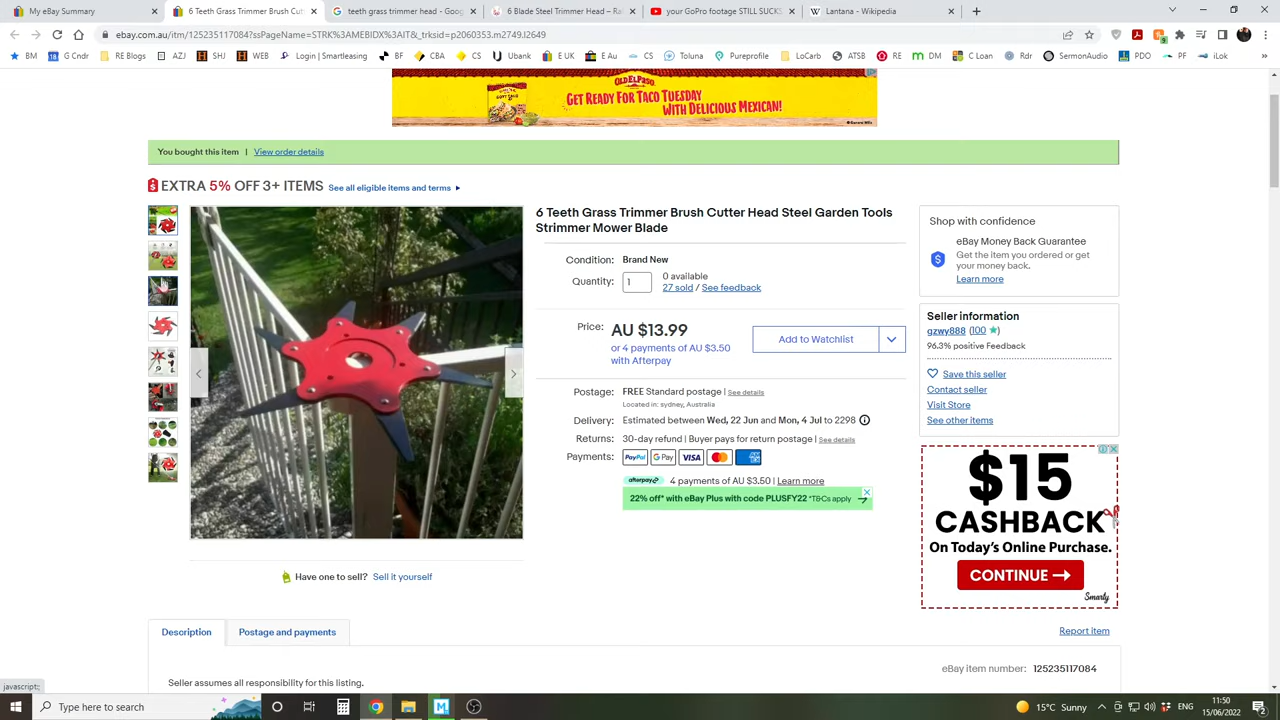 My eBay Summary
6 Teeth Grass Trimmer Brush Cut
teeth grass trimmer head - Goog
6 Blade Steel Trimmer Head – Ra
your GoPro footage STILL SUCKS
Lantana - Wikipedia
ebay.com.au/itm/125235117084?ssPageName=STRK%3AMEBIDX%3AIT&_trksid=p2060353.m2749.l2649
BM
G Cndr
RE Blogs
AZJ
SHJ
WEB
Login | Smartleasing
BF
CBA
CS
Ubank
E UK
E Au
CS
Toluna
Pureprofile
LoCarb
ATSB
RE
DM
C Loan
Rdr
SermonAudio
PDO
PF
iLok
OLD EL PASO
GET READY FOR TACO TUESDAY
WITH DELICIOUS MEXICAN!
You bought this item | View order details
EXTRA 5% OFF 3+ ITEMS See all eligible items and terms
6 Teeth Grass Trimmer Brush Cutter Head Steel Garden Tools
Strimmer Mower Blade
Condition: Brand New
Quantity: 1
0 available
27 sold / See feedback
Price: AU $13.99
or 4 payments of AU $3.50
with Afterpay
Add to Watchlist
Postage: FREE Standard postage | See details
Located in: sydney, Australia
Delivery: Estimated between Wed, 22 Jun and Mon, 4 Jul to 2298
Returns: 30-day refund | Buyer pays for return postage | See details
Payments: PayPal G Pay VISA
afterpay 4 payments of AU $3.50 | Learn more
22% off* with eBay Plus with code PLUSFY22 *T&Cs apply
Shop with confidence
eBay Money Back Guarantee
Get the item you ordered or get
your money back.
Learn more
Seller information
gzwy888 (100)
96.3% positive Feedback
Save this seller
Contact seller
Visit Store
See other items
$15
CASHBACK
On Today's Online Purchase.
CONTINUE
Smarty
Have one to sell? Sell it yourself
Description
Postage and payments
Report item
eBay item number: 125235117084
Seller assumes all responsibility for this listing.
javascript:;
Type here to search
15°C
ENG
11:50
15/06/2022